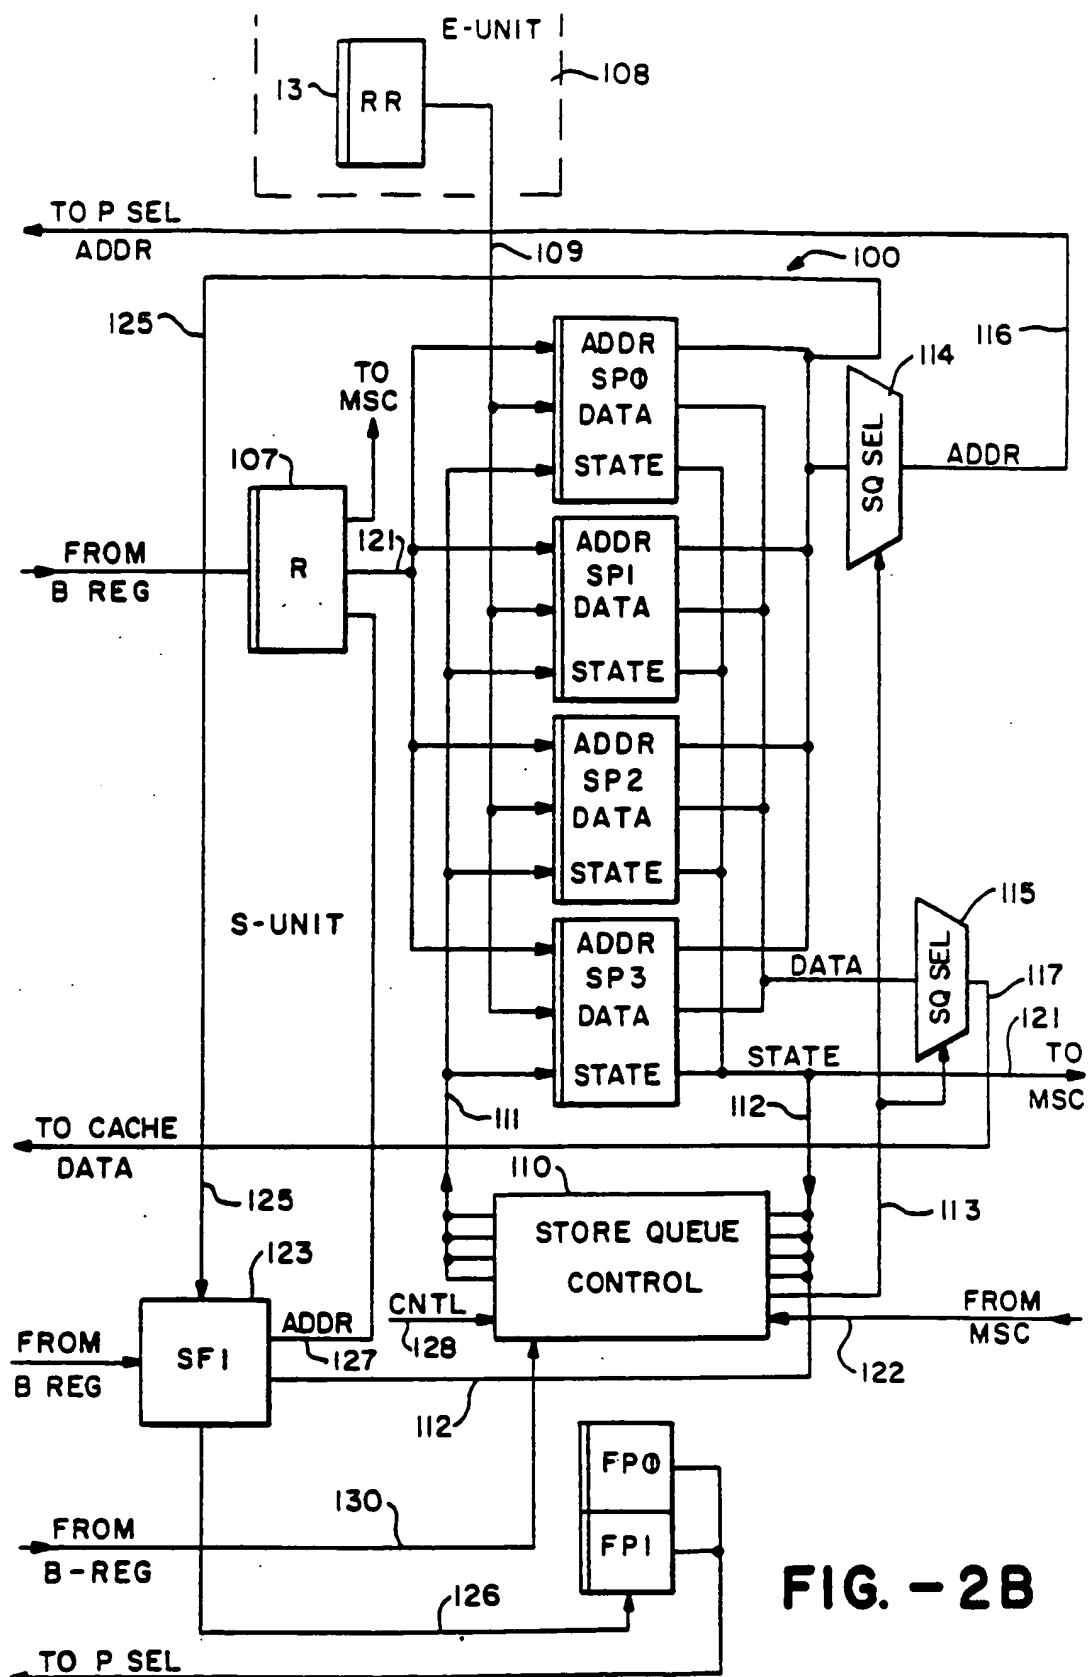 E-UNIT
108
13
RR
TO P SEL
ADDR
109
100
125
116
114
TO
MSC
ADDR
SP0
DATA
STATE
SQ SEL
ADDR
107
R
121
FROM
B REG
ADDR
SP1
DATA
STATE
ADDR
SP2
DATA
STATE
S-UNIT
115
ADDR
SP3
DATA
STATE
DATA
SQ SEL
117
121
STATE
TO
MSC
112
111
TO CACHE
DATA
110
125
113
STORE QUEUE
CONTROL
123
CNTL
128
FROM
MSC
122
ADDR
127
FROM
B REG
SF1
112
FP0
FP1
130
FROM
B-REG
126
FIG. - 2B
TO P SEL